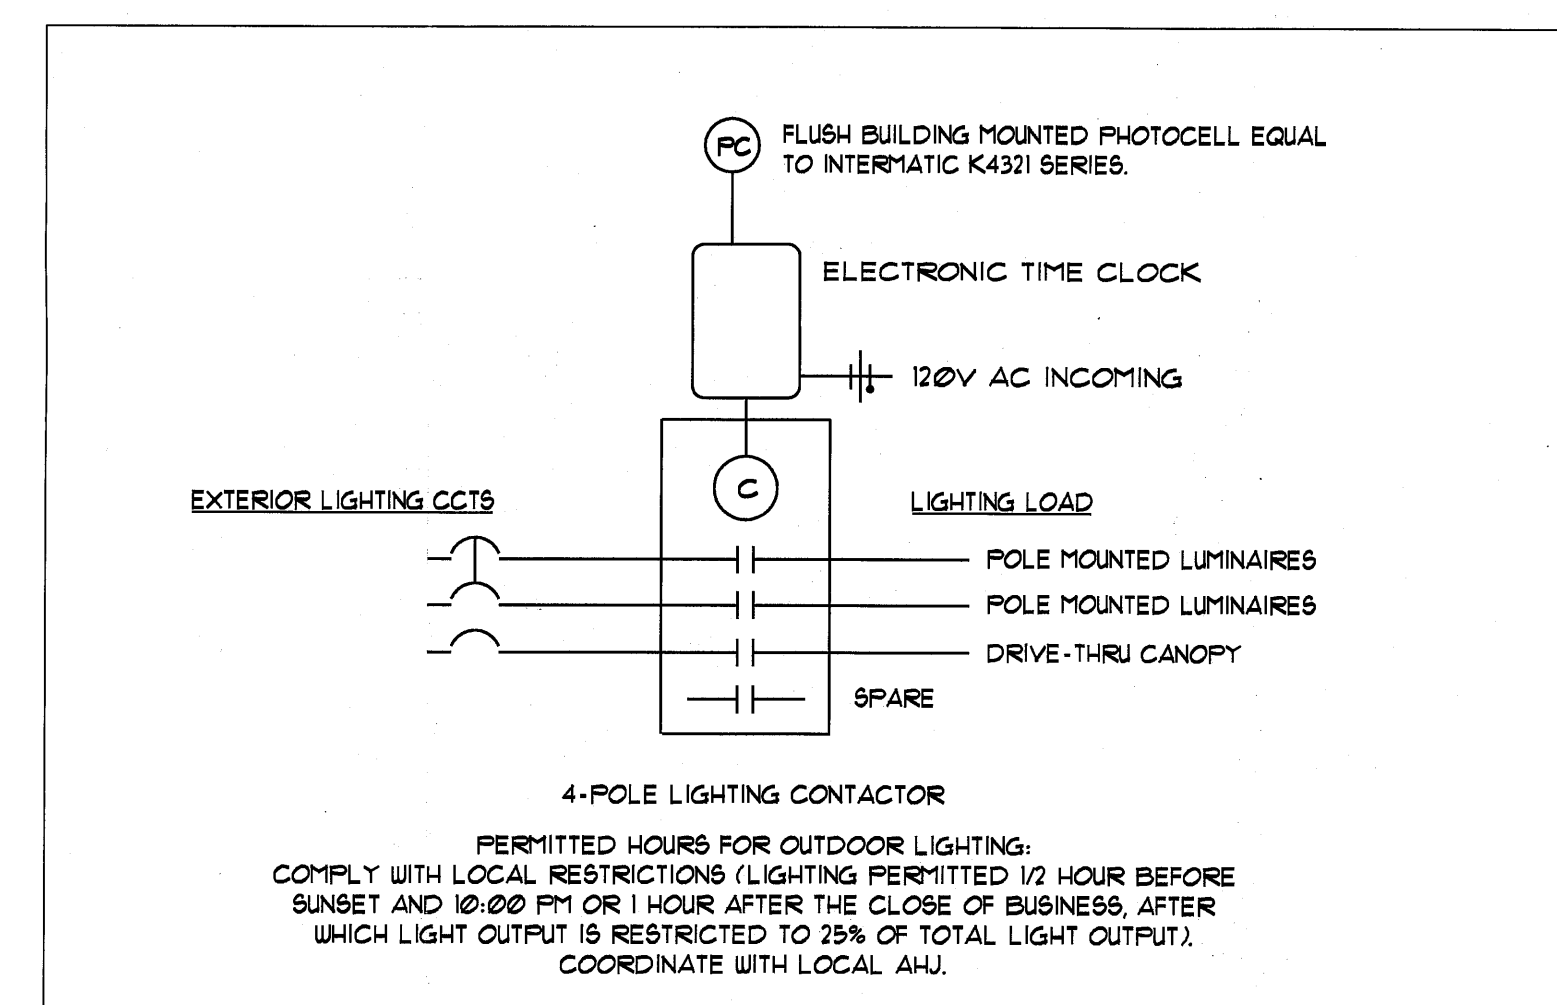 PC
FLUSH BUILDING MOUNTED PHOTOCELL EQUAL
TO INTERMATIC K4321 SERIES.
ELECTRONIC TIME CLOCK
120V AC INCOMING
C
EXTERIOR LIGHTING CCTS
LIGHTING LOAD
POLE MOUNTED LUMINAIRES
POLE MOUNTED LUMINAIRES
DRIVE-THRU CANOPY
SPARE
4-POLE LIGHTING CONTACTOR
PERMITTED HOURS FOR OUTDOOR LIGHTING:
COMPLY WITH LOCAL RESTRICTIONS (LIGHTING PERMITTED 1/2 HOUR BEFORE
SUNSET AND 10:00 PM OR 1 HOUR AFTER THE CLOSE OF BUSINESS, AFTER
WHICH LIGHT OUTPUT IS RESTRICTED TO 25% OF TOTAL LIGHT OUTPUT).
COORDINATE WITH LOCAL AHJ.